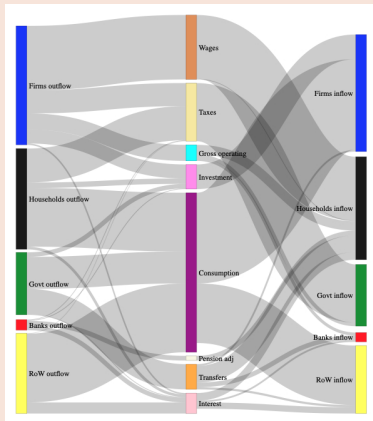 Wages
Firms outflow
Firms inflow
Taxes
Gross operating
Investment
Households outflow
Households inflow
Consumption
Govt outflow
Govt inflow
Banks outflow
Banks inflow
Pension adj
RoW outflow
Transfers
RoW inflow
Interest